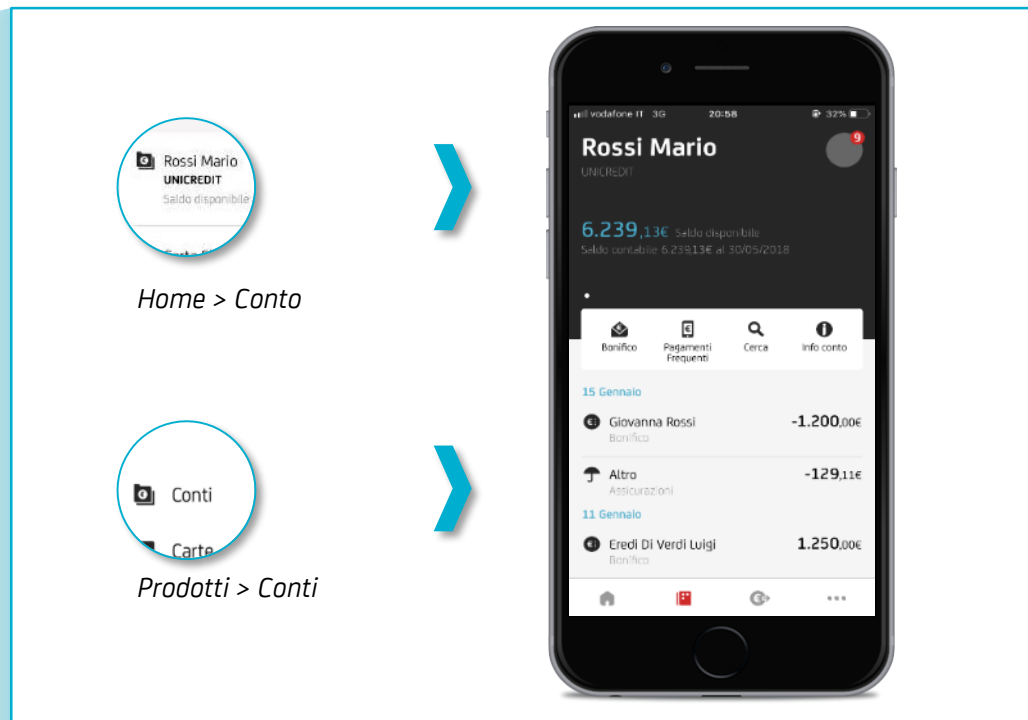 Rossi Mario
UNICREDIT
Saldo disponibile
Home > Conto
Conti
Carte
Prodotti > Conti
vodafone IT 3G 20:58 32%
Rossi Mario
9
UNICREDIT
6.239,13€ Saldo disponibile
Saldo contabile 6.239,13€ al 30/05/2018
Bonifico
Pagamenti
Frequenti
Cerca
Info conto
15 Gennaio
Giovanna Rossi -1.200,00€
Bonifico
Altro -129,11€
Assicurazioni
11 Gennaio
Eredi Di Verdi Luigi 1.250,00€
Bonifico